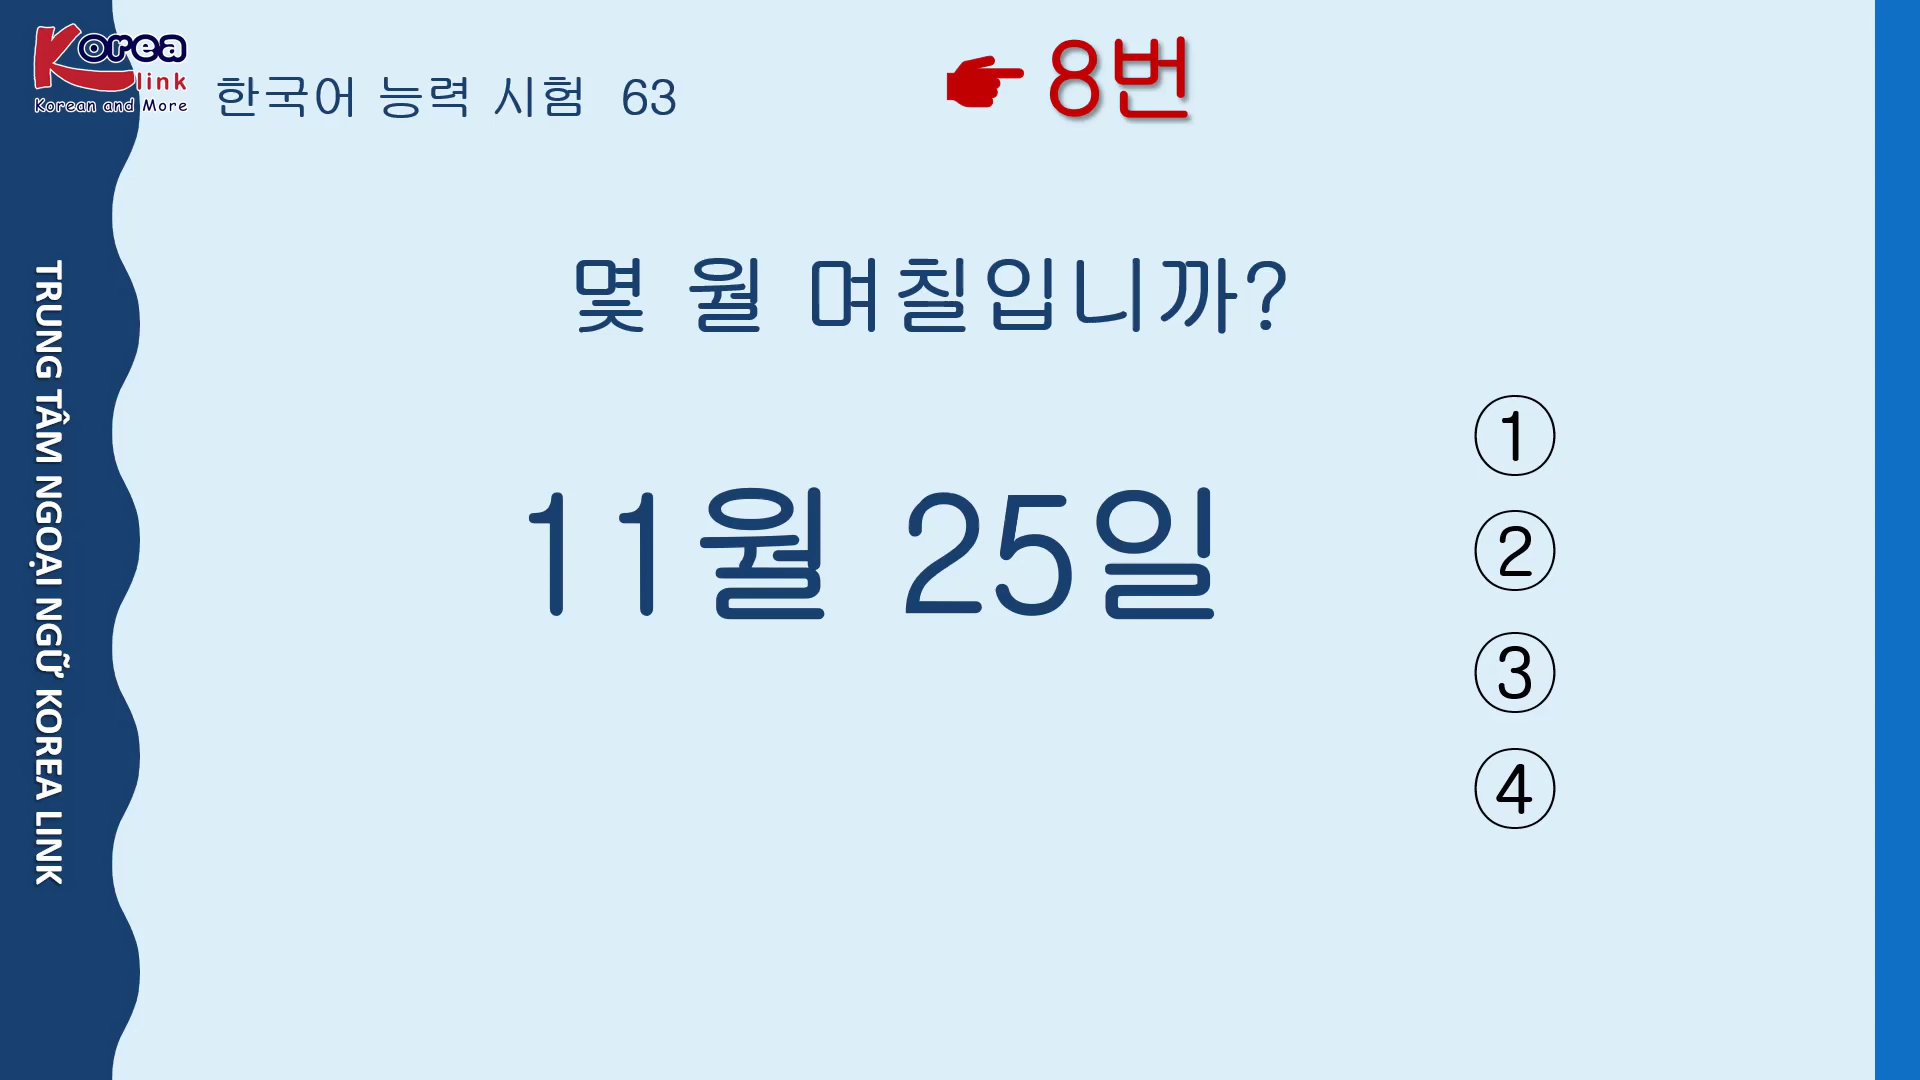 Korea
link
Korean and More
한국어 능력 시험 63
☛ 8번
TRUNG TÂM NGOẠI NGỮ KOREA LINK
몇 월 며칠입니까?
11월 25일
①
②
③
④